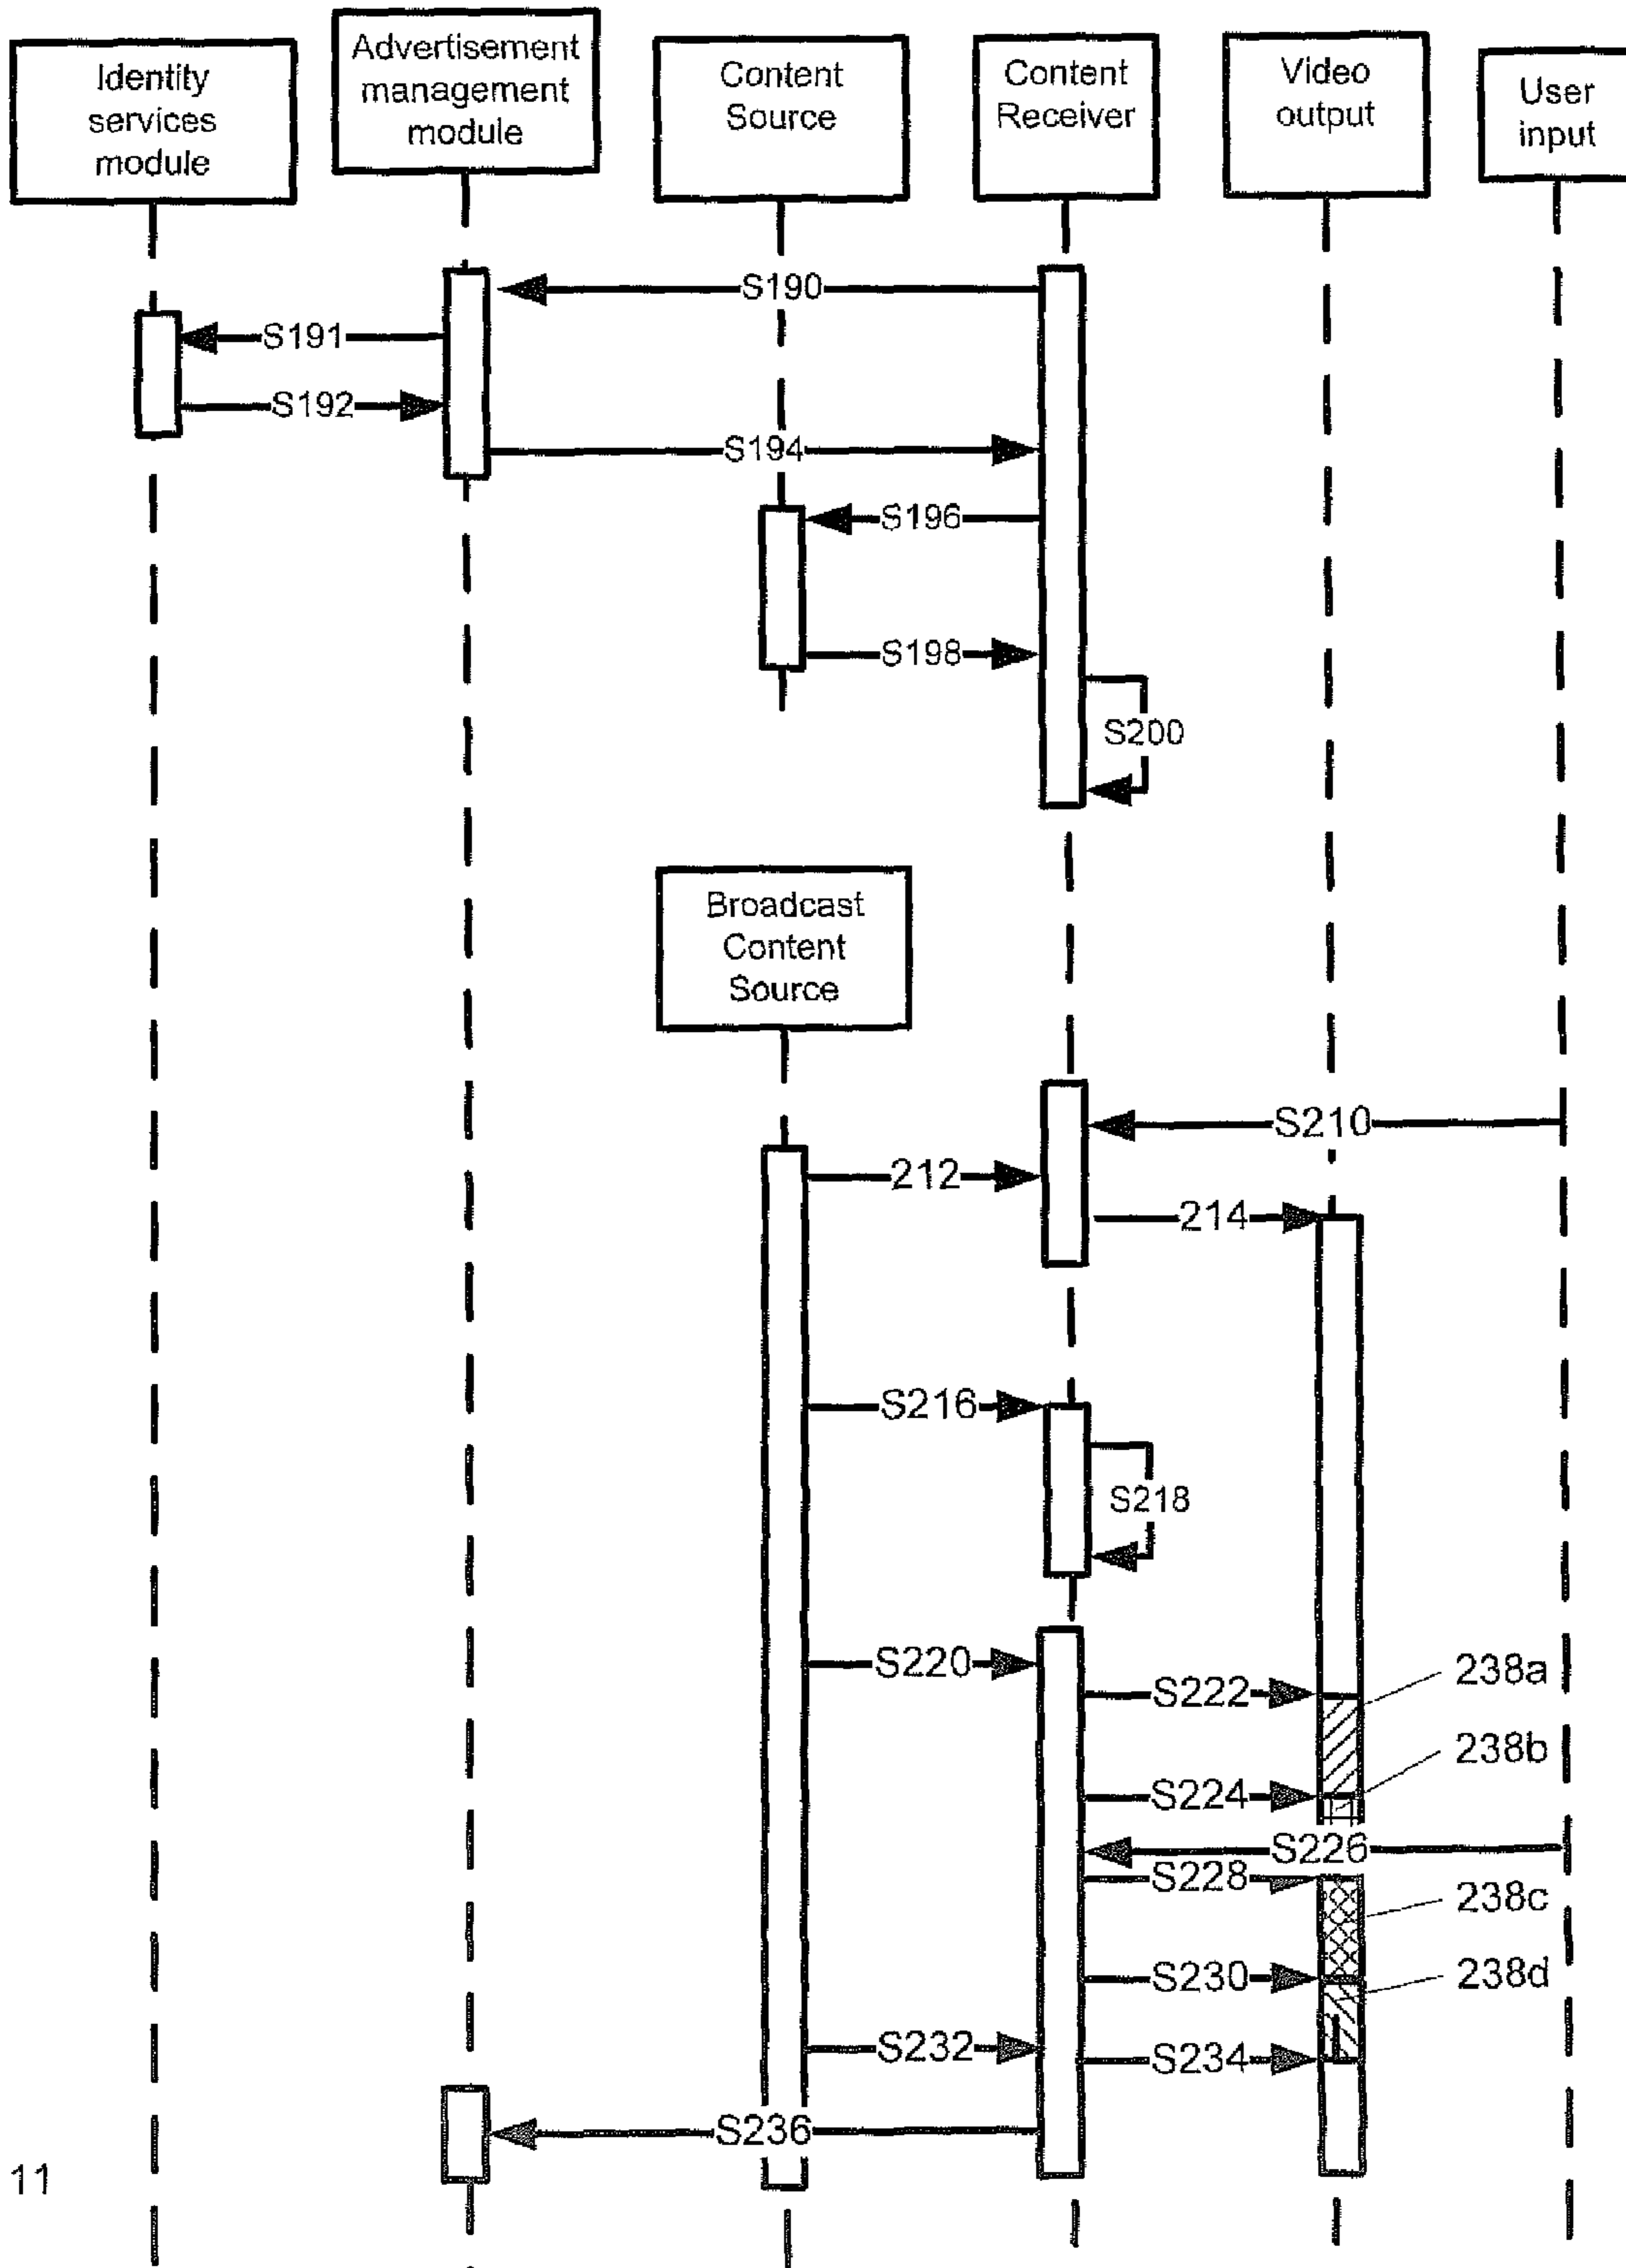 Identity
services
module
Advertisement
management
module
Content
Source
Content
Receiver
Video
output
User
input
S190
S191
S192
S194
S196
S198
S200
Broadcast
Content
Source
S210
212
214
S216
S218
S220
S222
238a
S224
238b
S226
S228
238c
S230
238d
S232
S234
S236
11